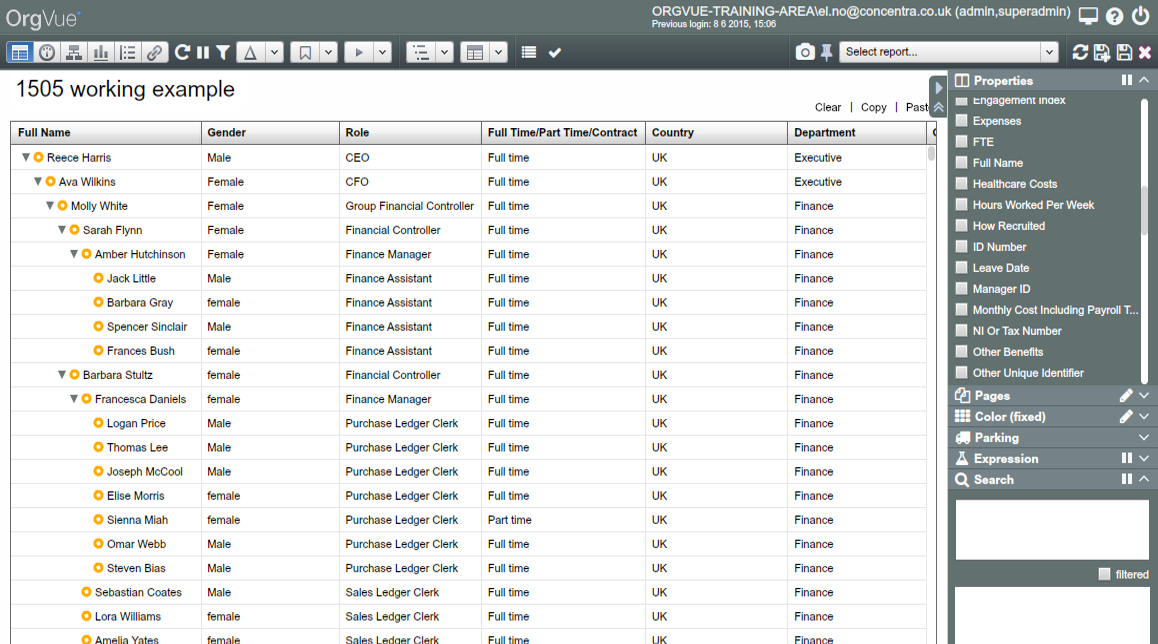 OrgVue
ORGVUE-TRAINING-AREA\el.no@concentra.co.uk (admin,superadmin)
Previous login: 8 6 2015, 15:06
Select report...
1505 working example
Clear | Copy | Past
Full Name Gender Role Full Time/Part Time/Contract Country Department
Reece Harris Male CEO Full time UK Executive
Ava Wilkins Female CFO Full time UK Executive
Molly White Female Group Financial Controller Full time UK Finance
Sarah Flynn Female Financial Controller Full time UK Finance
Amber Hutchinson Female Finance Manager Full time UK Finance
Jack Little Male Finance Assistant Full time UK Finance
Barbara Gray female Finance Assistant Full time UK Finance
Spencer Sinclair Male Finance Assistant Full time UK Finance
Frances Bush female Finance Assistant Full time UK Finance
Barbara Stultz female Financial Controller Full time UK Finance
Francesca Daniels female Finance Manager Full time UK Finance
Logan Price Male Purchase Ledger Clerk Full time UK Finance
Thomas Lee Male Purchase Ledger Clerk Full time UK Finance
Joseph McCool Male Purchase Ledger Clerk Full time UK Finance
Elise Morris female Purchase Ledger Clerk Full time UK Finance
Sienna Miah female Purchase Ledger Clerk Part time UK Finance
Omar Webb Male Purchase Ledger Clerk Full time UK Finance
Steven Bias Male Purchase Ledger Clerk Full time UK Finance
Sebastian Coates Male Sales Ledger Clerk Full time UK Finance
Lora Williams female Sales Ledger Clerk Full time UK Finance
Amelia Yates female Sales Ledger Clerk Full time UK Finance
Properties
Engagement Index
Expenses
FTE
Full Name
Healthcare Costs
Hours Worked Per Week
How Recruited
ID Number
Leave Date
Manager ID
Monthly Cost Including Payroll T...
NI Or Tax Number
Other Benefits
Other Unique Identifier
Pages
Color (fixed)
Parking
Expression
Search
filtered